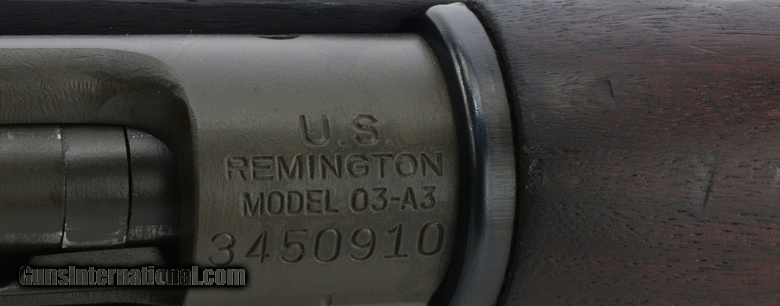 U.S.
REMINGTON
MODEL 03-A3
3450910
GunsInternational.com